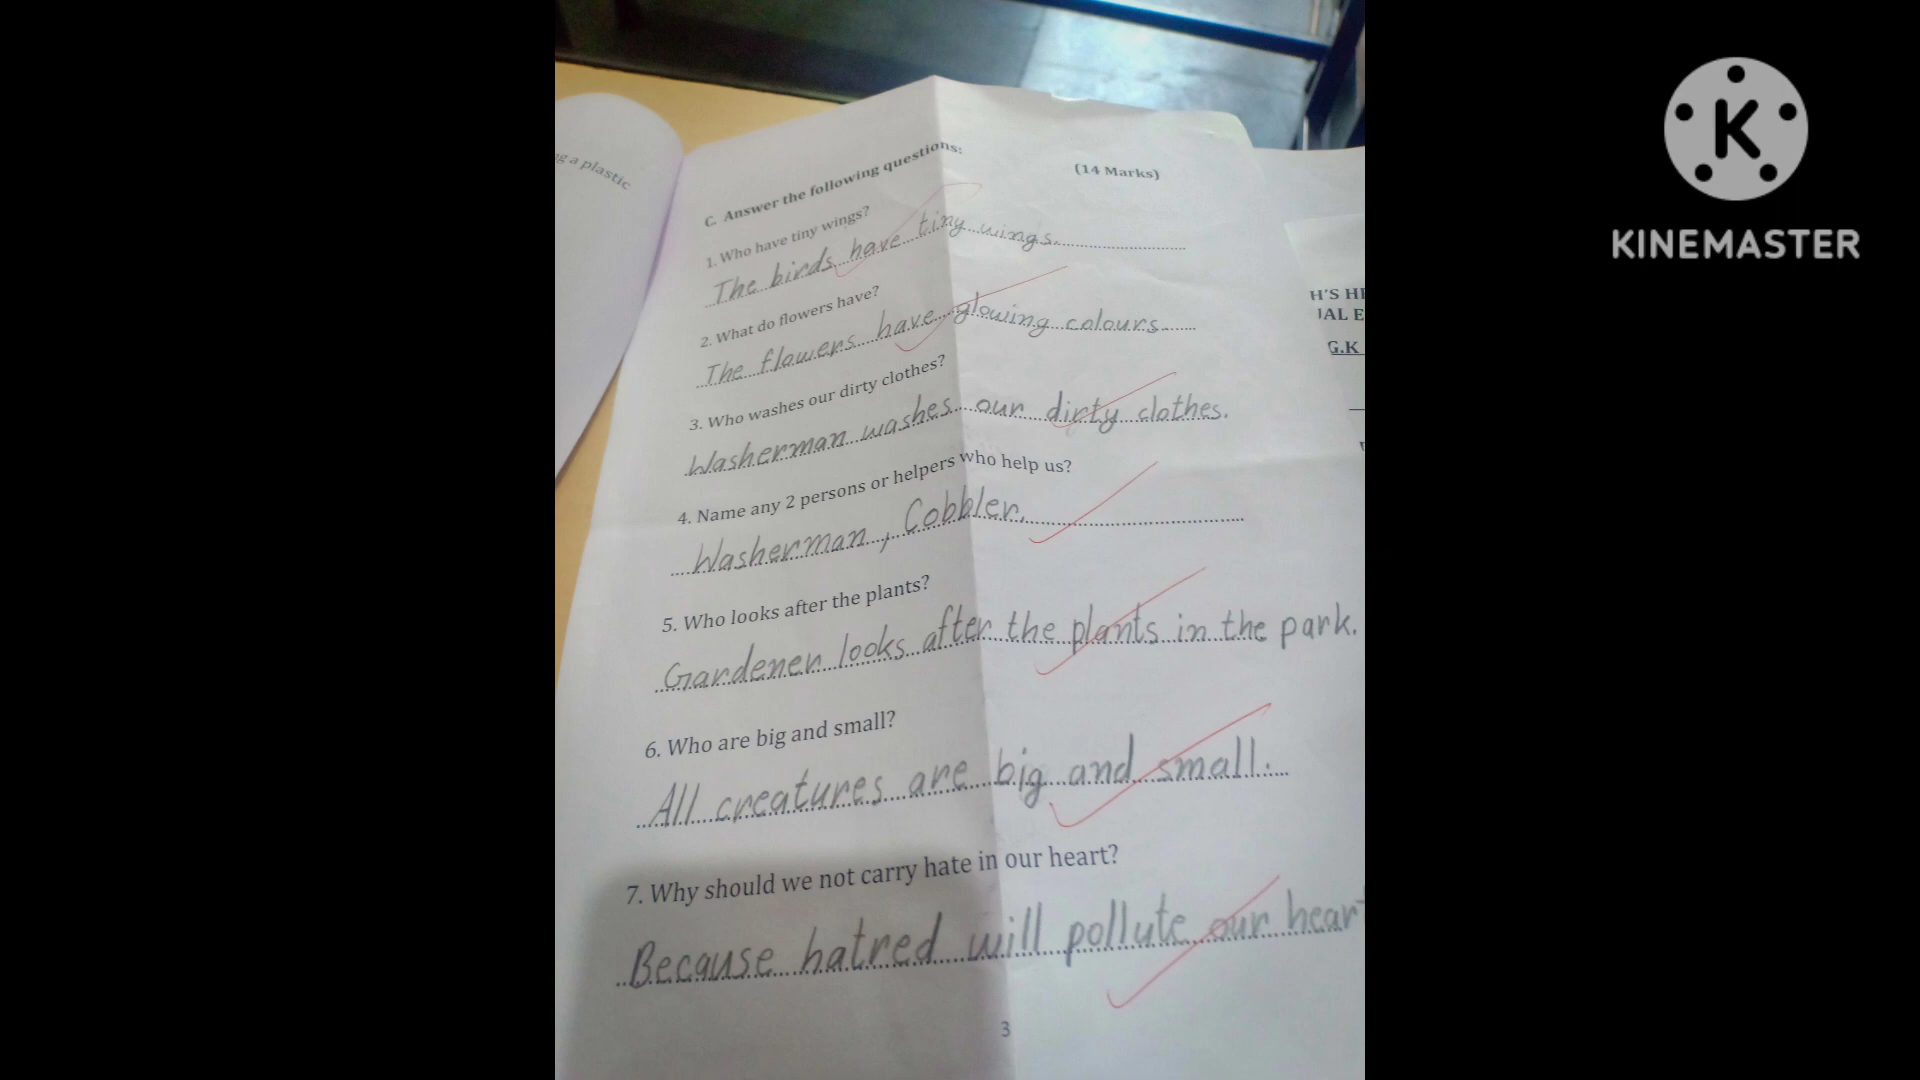 g a plastic
C. Answer the following questions:
(14 Marks)
1. Who have tiny wings?
The birds have tiny wings.
2. What do flowers have?
The flowers have glowing colours.
3. Who washes our dirty clothes?
Washerman washes our dirty clothes.
4. Name any 2 persons or helpers who help us?
Washerman, Cobbler.
5. Who looks after the plants?
Gardener looks after the plants in the park.
6. Who are big and small?
All creatures are big and small.
7. Why should we not carry hate in our heart?
Because hatred will pollute our hear
3
G.K
KINEMASTER